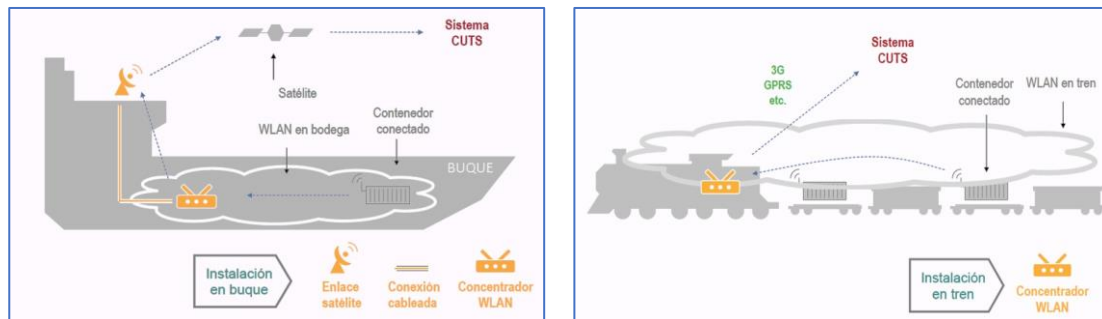 Sistema
CUTS
Satélite
WLAN en bodega
Contenedor
conectado
BUQUE
Instalación
en buque
Enlace
satélite
Conexión
cableada
Concentrador
WLAN
Sistema
CUTS
3G
GPRS
etc.
Contenedor
conectado
WLAN en tren
Instalación
en tren
Concentrador
WLAN